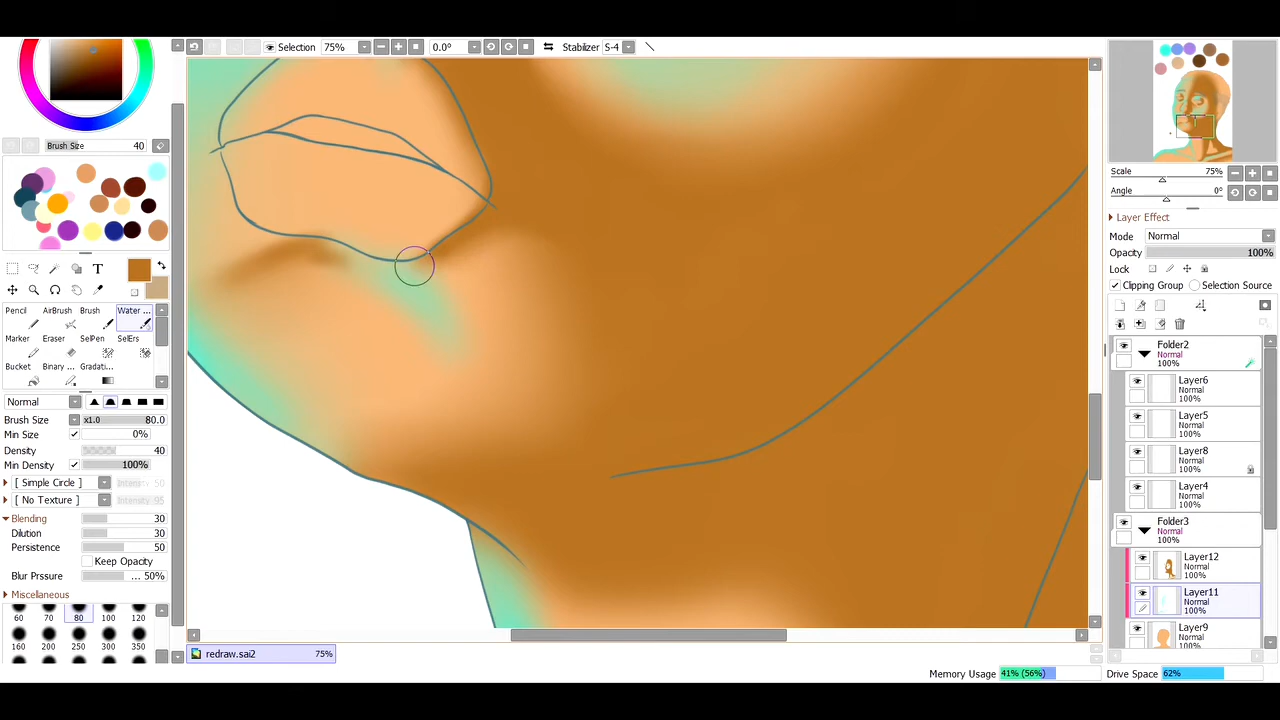 Selection 75% 0.0° Stabilizer S-4
Brush Size 40
T
Pencil AirBrush Brush Water ...
Marker Eraser SelPen SelErs
Bucket Binary ... Gradati...
Normal
Brush Size x1.0 80.0
Min Size 0%
Density 40
Min Density 100%
[ Simple Circle ] Intensi- 50
[ No Texture ] Intensity 95
Blending 30
Dilution 30
Persistence 50
Keep Opacity
Blur Prssure ... 50%
Miscellaneous
60 70 80 100 120
160 200 250 300 350
redraw.sai2 75%
Scale 75%
Angle 0°
Layer Effect
Mode Normal
Opacity 100%
Lock
Clipping Group Selection Source
Folder2
Normal
100%
Layer6
Normal
100%
Layer5
Normal
100%
Layer8
Normal
100%
Layer4
Normal
100%
Folder3
Normal
100%
Layer12
Normal
100%
Layer11
Normal
100%
Layer9
Normal
100%
Memory Usage 41% (56%) Drive Space 62%